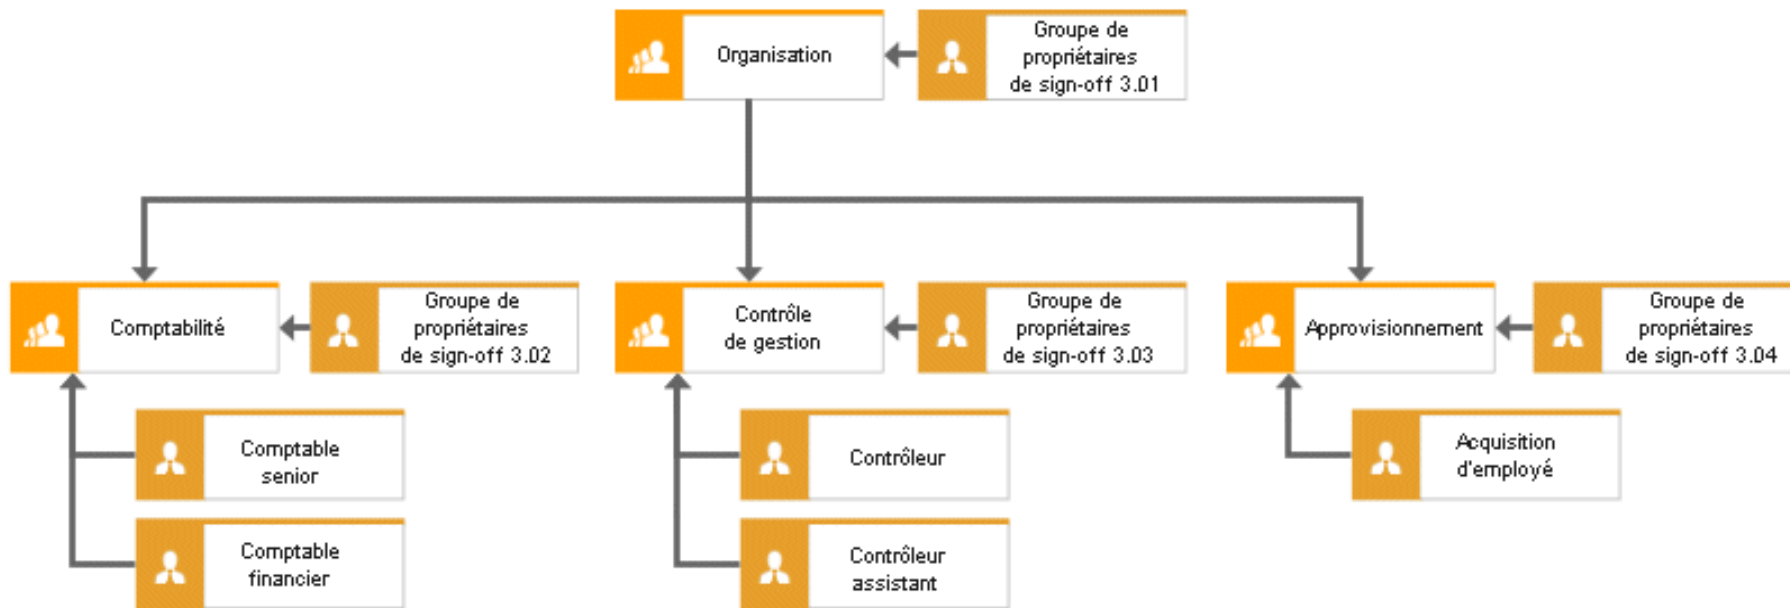 Organisation
Groupe de
propriétaires
de sign-off 3.01
Comptabilité
Groupe de
propriétaires
de sign-off 3.02
Contrôle
de gestion
Groupe de
propriétaires
de sign-off 3.03
Approvisionnement
Groupe de
propriétaires
de sign-off 3.04
Comptable
senior
Contrôleur
Acquisition
d'employé
Comptable
financier
Contrôleur
assistant